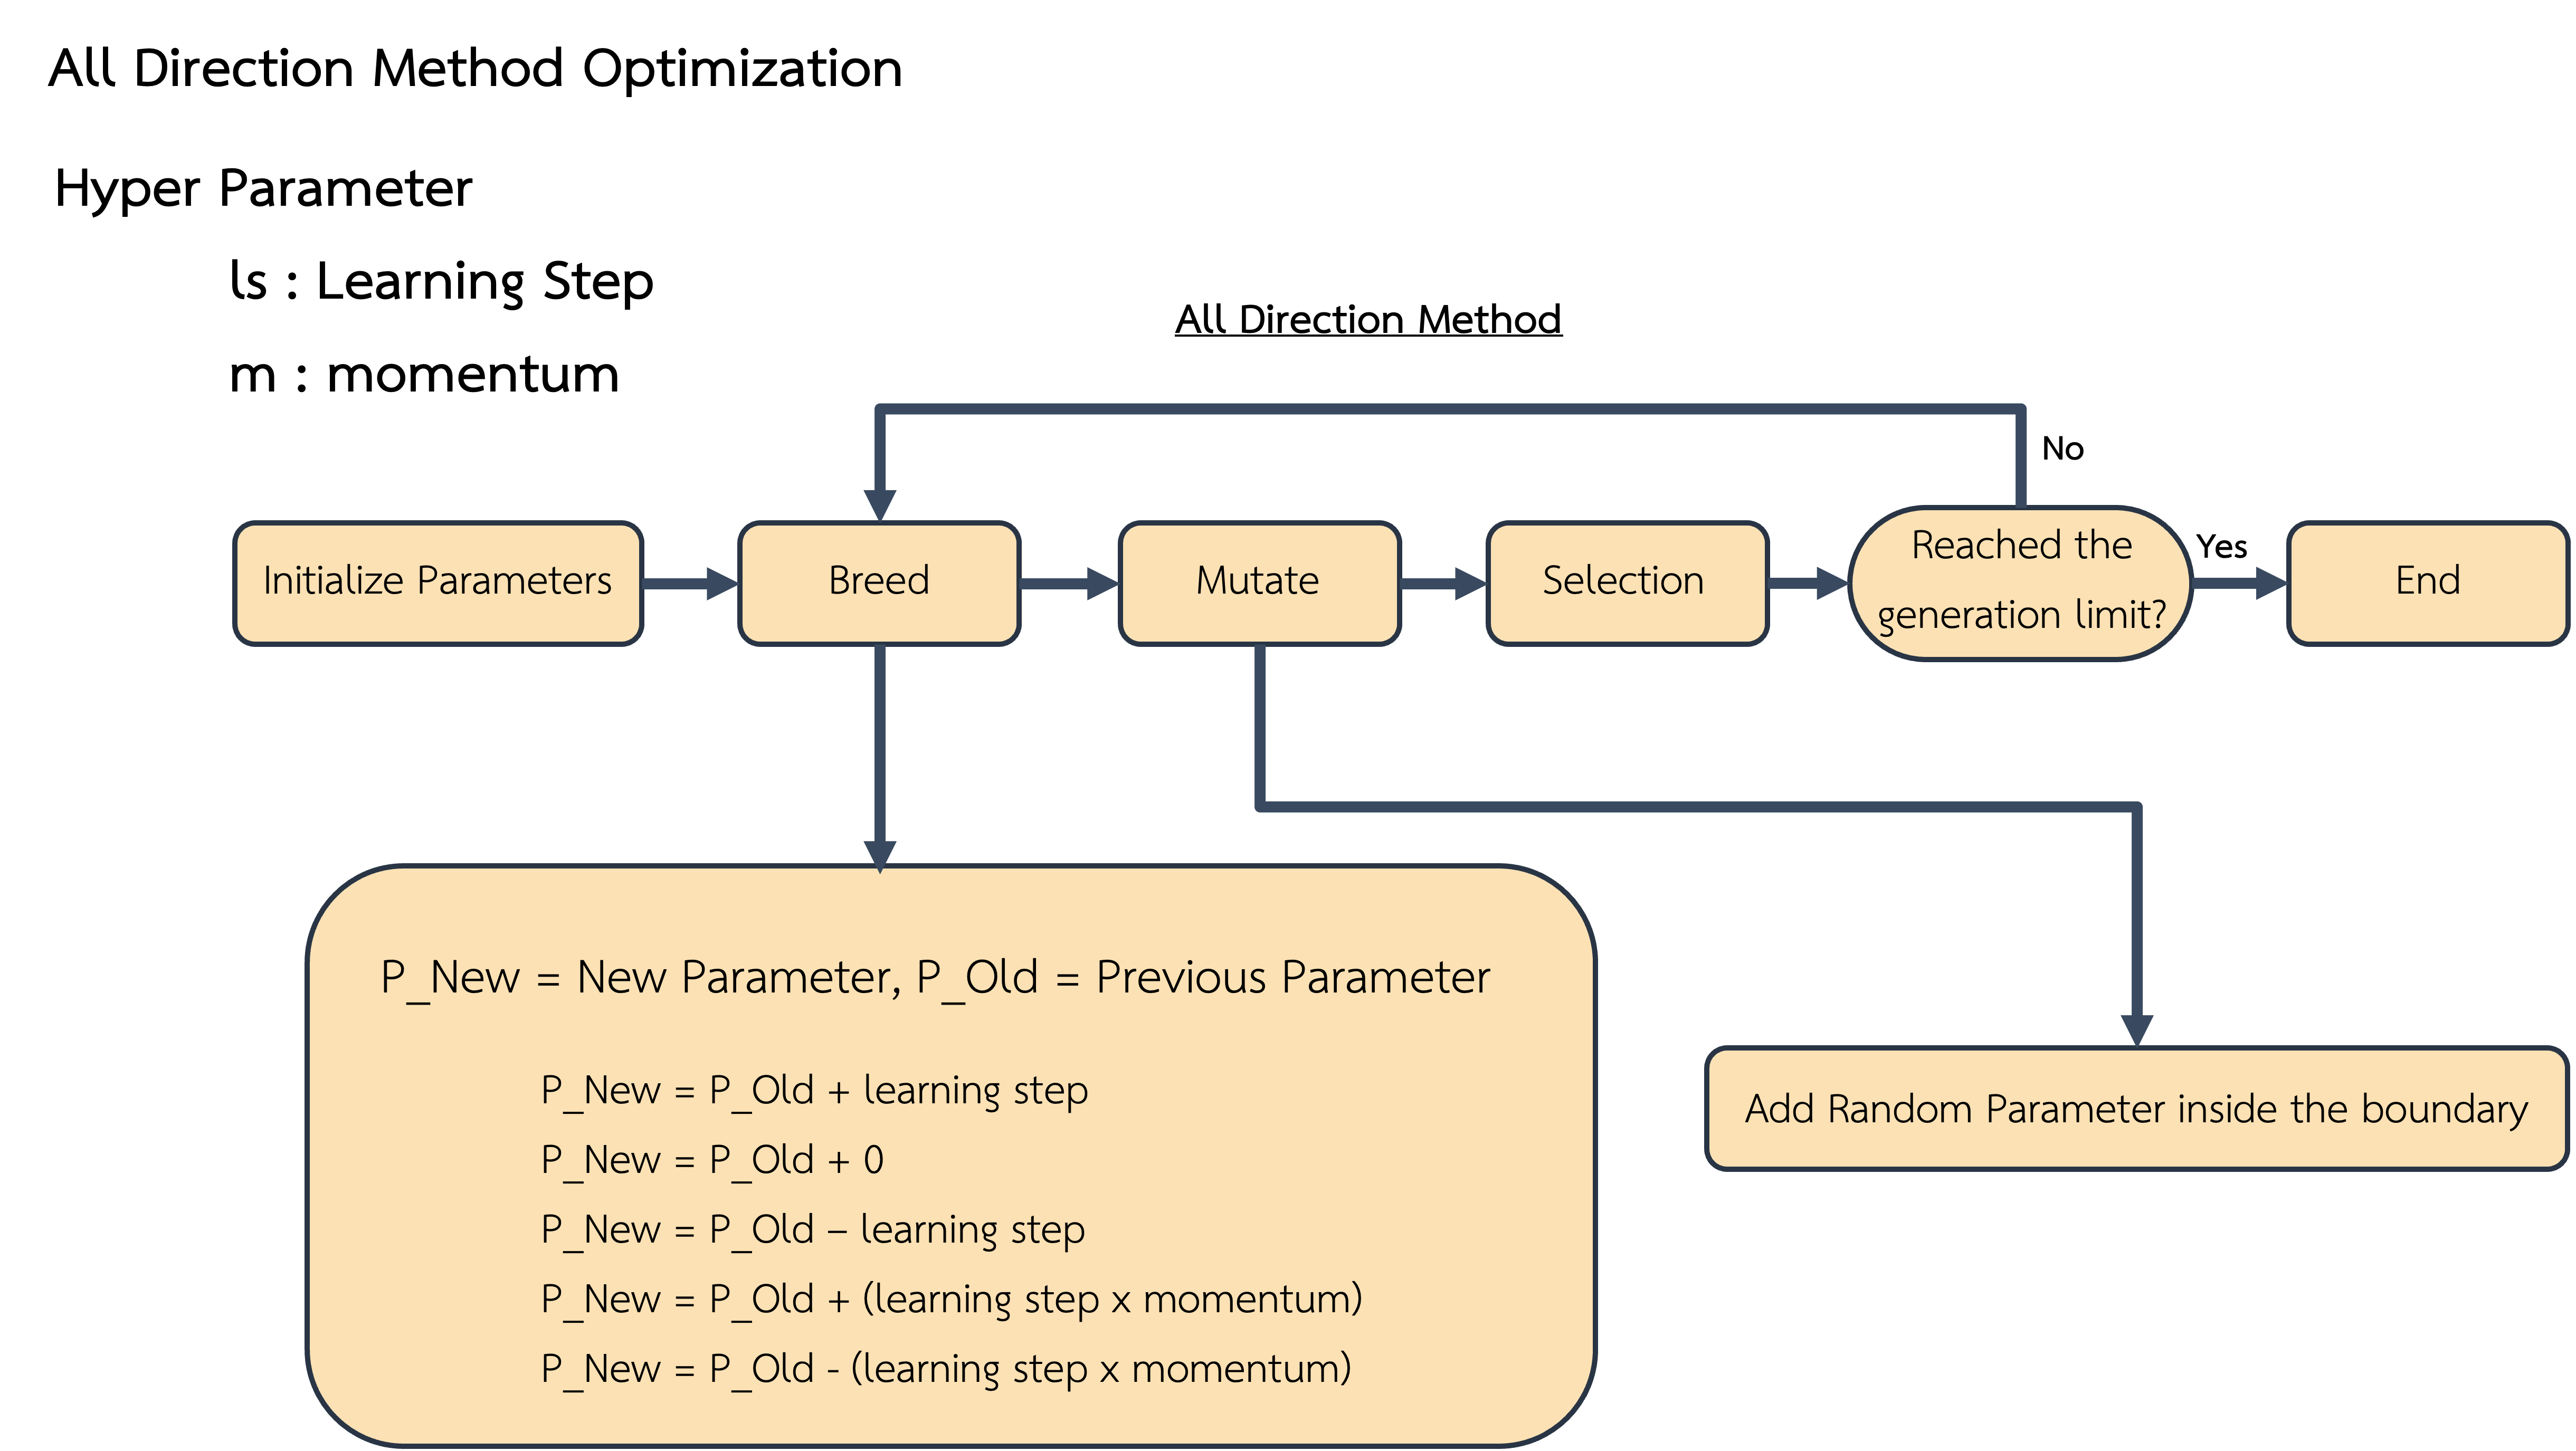 All Direction Method Optimization
Hyper Parameter
ls : Learning Step
m : momentum
All Direction Method
No
Initialize Parameters
Breed
Mutate
Selection
Reached the
generation limit?
Yes
End
P_New = New Parameter, P_Old = Previous Parameter
P_New = P_Old + learning step
P_New = P_Old + 0
P_New = P_Old – learning step
P_New = P_Old + (learning step x momentum)
P_New = P_Old - (learning step x momentum)
Add Random Parameter inside the boundary